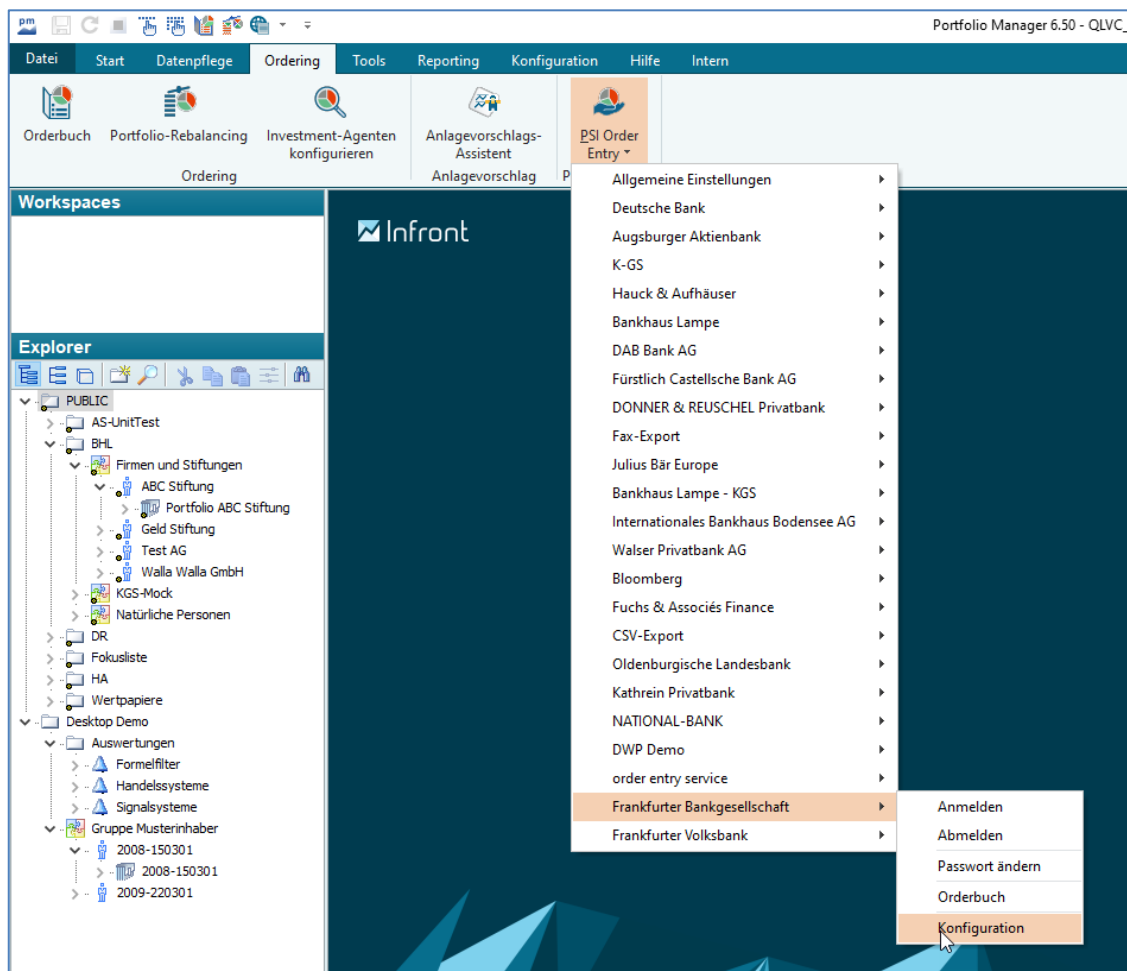 pm
Portfolio Manager 6.50 - QLVC_
Datei Start Datenpflege Ordering Tools Reporting Konfiguration Hilfe Intern
Orderbuch
Portfolio-Rebalancing
Investment-Agenten
konfigurieren
Ordering
Anlagevorschlags-
Assistent
Anlagevorschlag
PSI Order
Entry
P
Workspaces
Infront
Explorer
PUBLIC
AS-UnitTest
BHL
Firmen und Stiftungen
ABC Stiftung
Portfolio ABC Stiftung
Geld Stiftung
Test AG
Walla Walla GmbH
KGS-Mock
Natürliche Personen
DR
Fokusliste
HA
Wertpapiere
Desktop Demo
Auswertungen
Formelfilter
Handelssysteme
Signalsysteme
Gruppe Musterinhaber
2008-150301
2008-150301
2009-220301
Allgemeine Einstellungen
Deutsche Bank
Augsburger Aktienbank
K-GS
Hauck & Aufhäuser
Bankhaus Lampe
DAB Bank AG
Fürstlich Castellsche Bank AG
DONNER & REUSCHEL Privatbank
Fax-Export
Julius Bär Europe
Bankhaus Lampe - KGS
Internationales Bankhaus Bodensee AG
Walser Privatbank AG
Bloomberg
Fuchs & Associés Finance
CSV-Export
Oldenburgische Landesbank
Kathrein Privatbank
NATIONAL-BANK
DWP Demo
order entry service
Frankfurter Bankgesellschaft
Frankfurter Volksbank
Anmelden
Abmelden
Passwort ändern
Orderbuch
Konfiguration